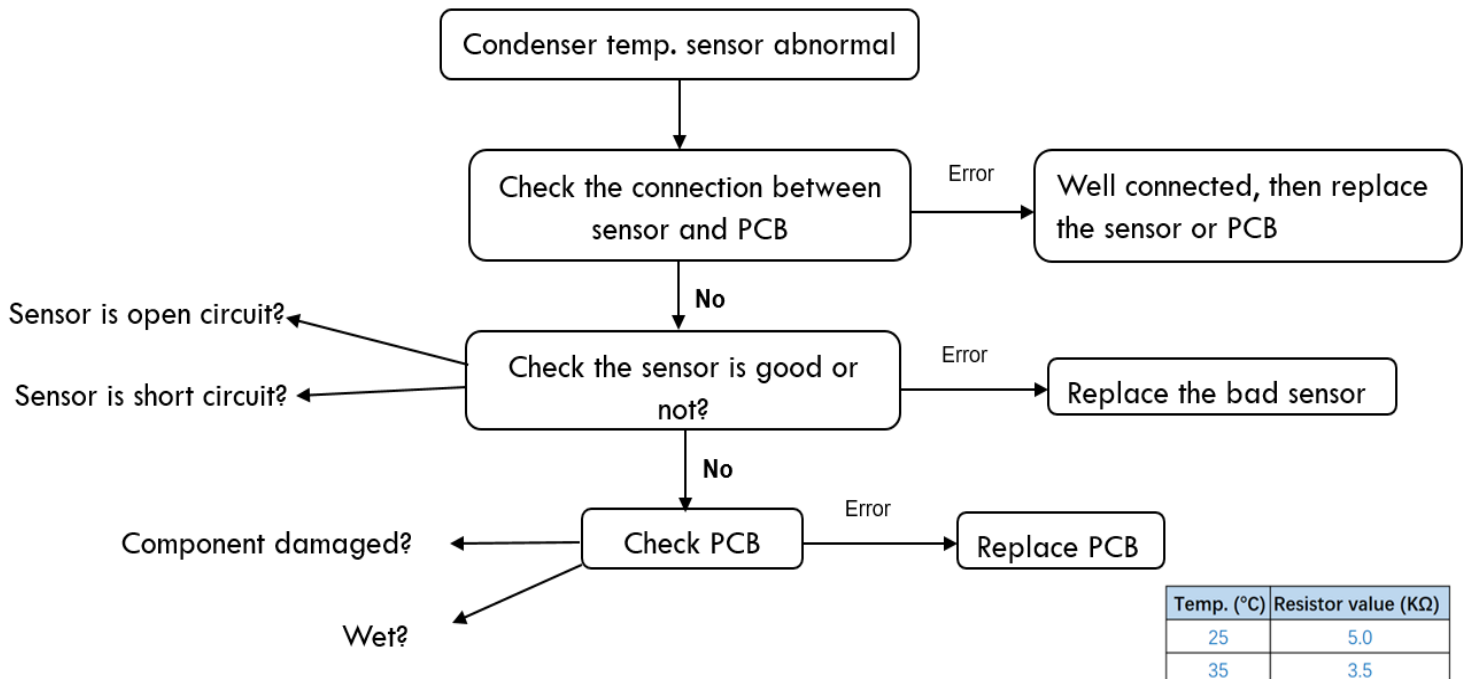 Condenser temp. sensor abnormal
Check the connection between
sensor and PCB
Error
Well connected, then replace
the sensor or PCB
No
Sensor is open circuit?
Sensor is short circuit?
Check the sensor is good or
not?
Error
Replace the bad sensor
No
Component damaged?
Wet?
Check PCB
Error
Replace PCB
Temp. (°C) Resistor value (KΩ)
25 5.0
35 3.5